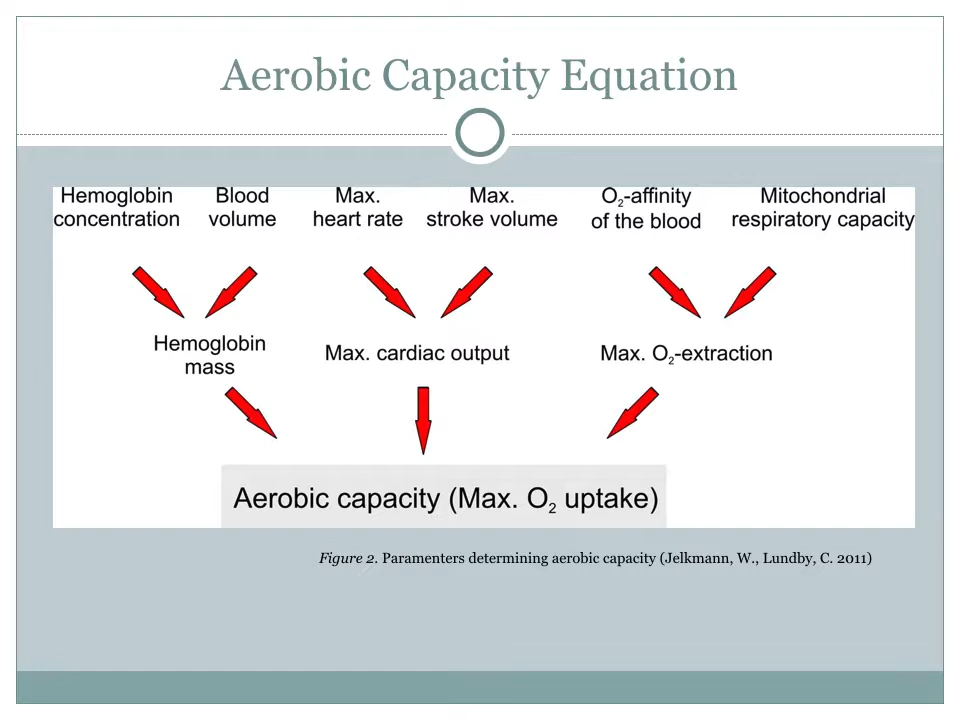 Aerobic Capacity Equation
Hemoglobin concentration
Blood volume
Max. heart rate
Max. stroke volume
O₂-affinity of the blood
Mitochondrial respiratory capacity
Hemoglobin mass
Max. cardiac output
Max. O₂-extraction
Aerobic capacity (Max. O₂ uptake)
Figure 2. Paramenters determining aerobic capacity (Jelkmann, W., Lundby, C. 2011)